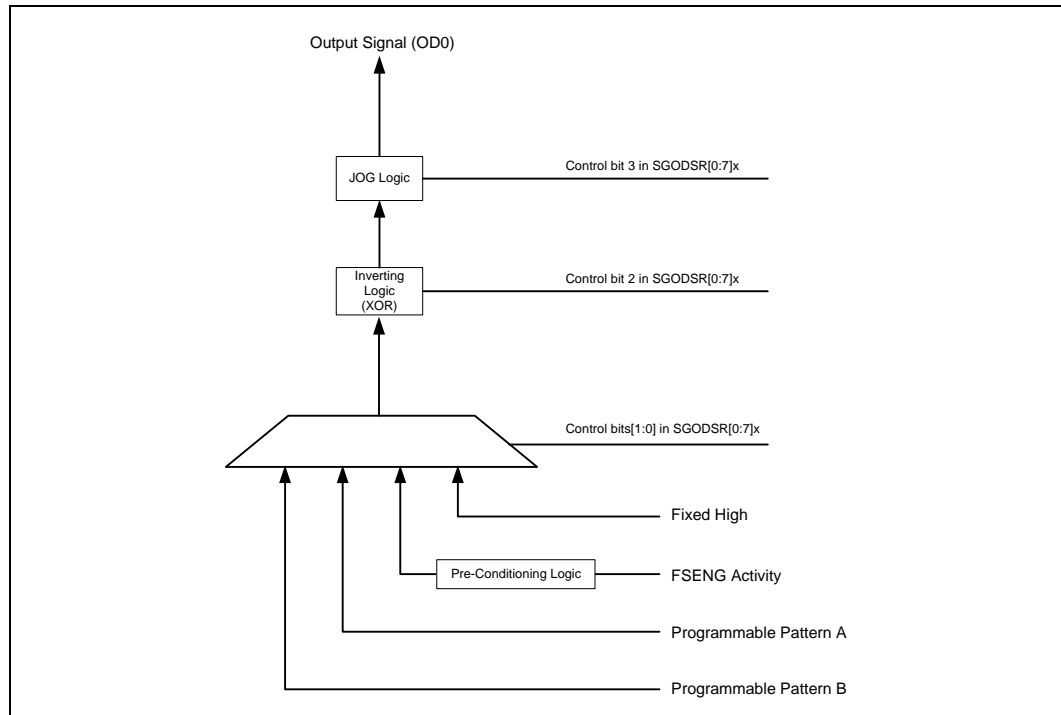 Output Signal (OD0)
JOG Logic
Control bit 3 in SGODSR[0:7]x
Inverting
Logic
(XOR)
Control bit 2 in SGODSR[0:7]x
Control bits[1:0] in SGODSR[0:7]x
Fixed High
Pre-Conditioning Logic
FSENG Activity
Programmable Pattern A
Programmable Pattern B